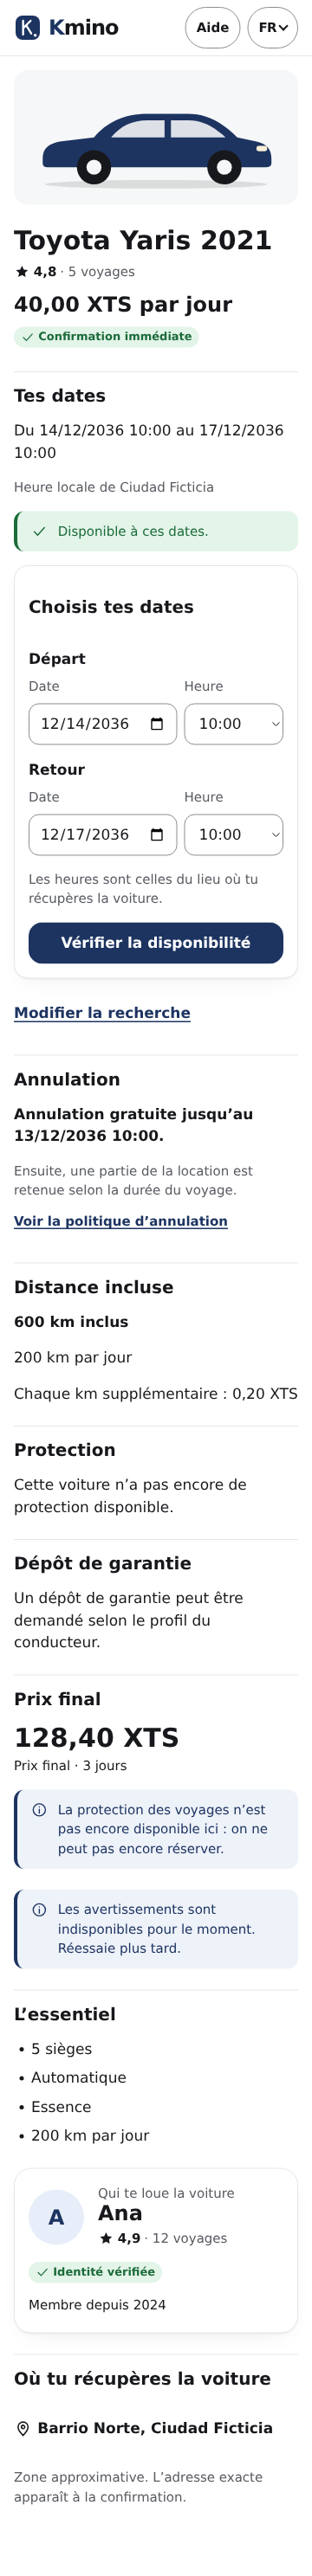 K Kmino
Aide
FR
Toyota Yaris 2021
★ 4,8 · 5 voyages
40,00 XTS par jour
Confirmation immédiate
Tes dates
Du 14/12/2036 10:00 au 17/12/2036
10:00
Heure locale de Ciudad Ficticia
Disponible à ces dates.
Choisis tes dates
Départ
Date Heure
12/14/2036 10:00
Retour
Date Heure
12/17/2036 10:00
Les heures sont celles du lieu où tu
récupères la voiture.
Vérifier la disponibilité
Modifier la recherche
Annulation
Annulation gratuite jusqu’au
13/12/2036 10:00.
Ensuite, une partie de la location est
retenue selon la durée du voyage.
Voir la politique d’annulation
Distance incluse
600 km inclus
200 km par jour
Chaque km supplémentaire : 0,20 XTS
Protection
Cette voiture n’a pas encore de
protection disponible.
Dépôt de garantie
Un dépôt de garantie peut être
demandé selon le profil du
conducteur.
Prix final
128,40 XTS
Prix final · 3 jours
La protection des voyages n’est
pas encore disponible ici : on ne
peut pas encore réserver.
Les avertissements sont
indisponibles pour le moment.
Réessaie plus tard.
L’essentiel
• 5 sièges
• Automatique
• Essence
• 200 km par jour
A
Qui te loue la voiture
Ana
★ 4,9 · 12 voyages
Identité vérifiée
Membre depuis 2024
Où tu récupères la voiture
Barrio Norte, Ciudad Ficticia
Zone approximative. L’adresse exacte
apparaît à la confirmation.